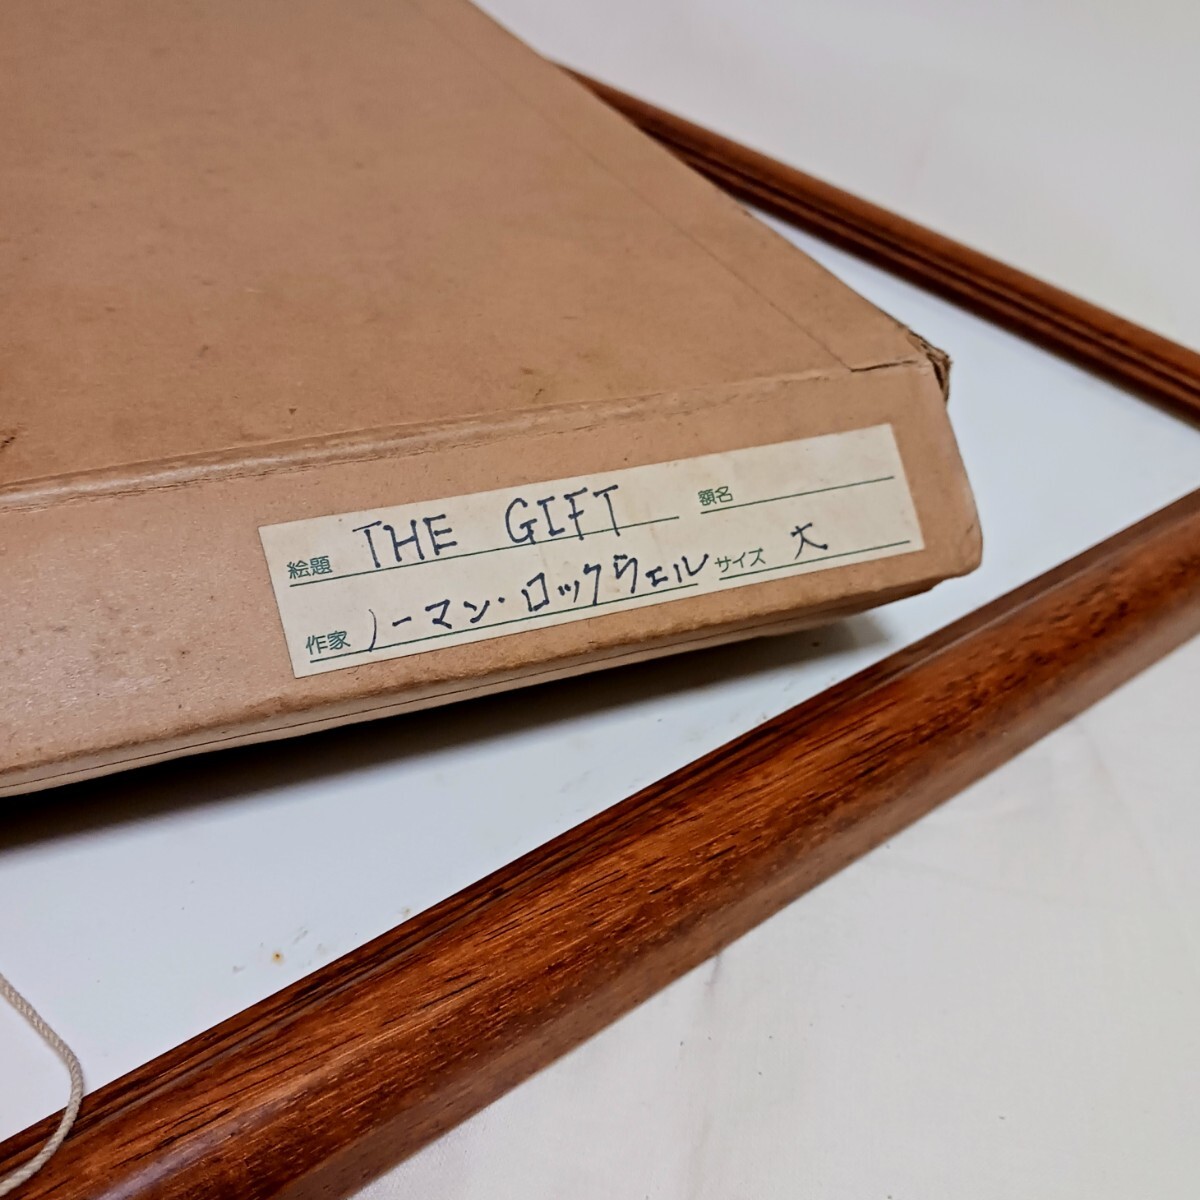 絵題 THE GIFT 額名
作家 ノーマン・ロックウェル サイズ 大